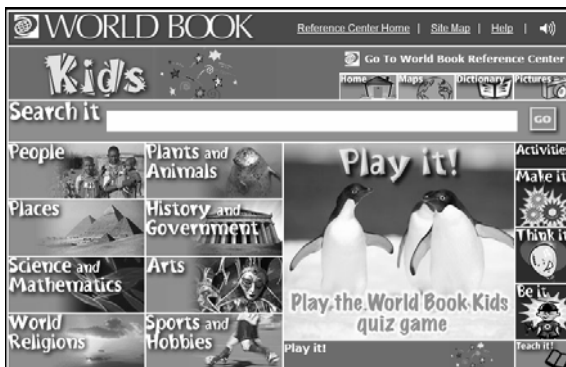 WORLD BOOK
Reference Center Home | Site Map | Help |
Kids
Go To World Book Reference Center
Home Maps Dictionary Pictures
Search it
GO
People
Plants and Animals
Places
History and Government
Science and Mathematics
Arts
World Religions
Sports and Hobbies
Play it!
Play the World Book Kids
quiz game
Play it!
Activities
Make it
Think it
Be it
Teach it!